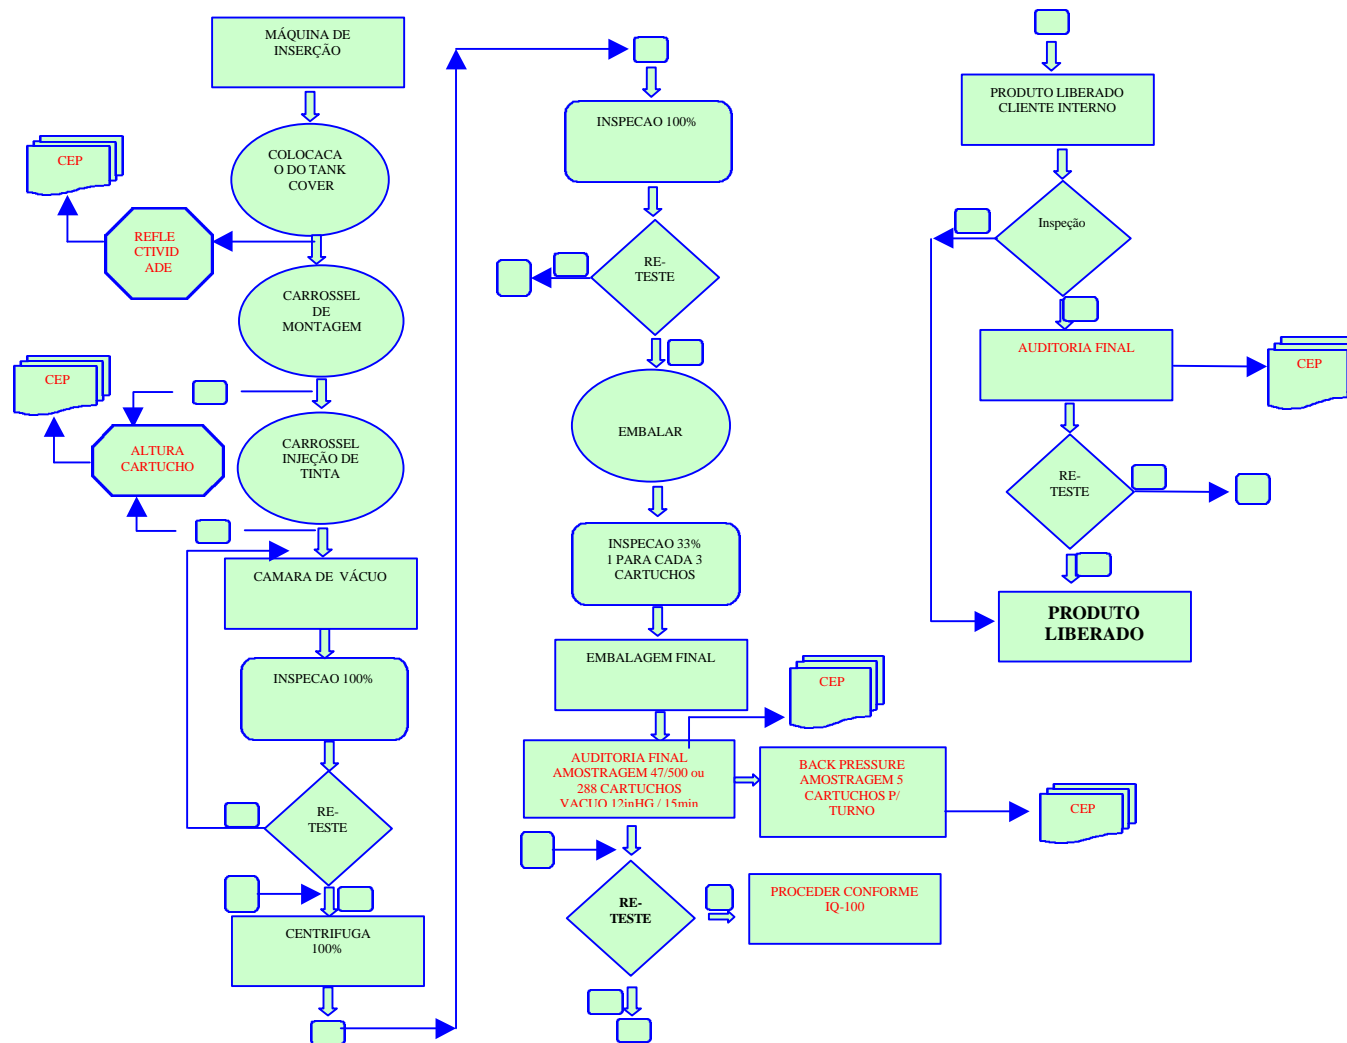 MÁQUINA DE
INSERÇÃO
COLOCACA
O DO TANK
COVER
CEP
REFLE
CTIVID
ADE
CARROSSEL
DE
MONTAGEM
CEP
ALTURA
CARTUCHO
CARROSSEL
INJEÇÃO DE
TINTA
CAMARA DE VÁCUO
INSPECAO 100%
RE-
TESTE
CENTRIFUGA
100%
INSPECAO 100%
RE-
TESTE
EMBALAR
INSPECAO 33%
1 PARA CADA 3
CARTUCHOS
EMBALAGEM FINAL
CEP
AUDITORIA FINAL
AMOSTRAGEM 47/500 ou
288 CARTUCHOS
VACUO 12inHG / 15min
BACK PRESSURE
AMOSTRAGEM 5
CARTUCHOS P/
TURNO
CEP
RE-
TESTE
PROCEDER CONFORME
IQ-100
PRODUTO LIBERADO
CLIENTE INTERNO
Inspeção
AUDITORIA FINAL
CEP
RE-
TESTE
PRODUTO
LIBERADO